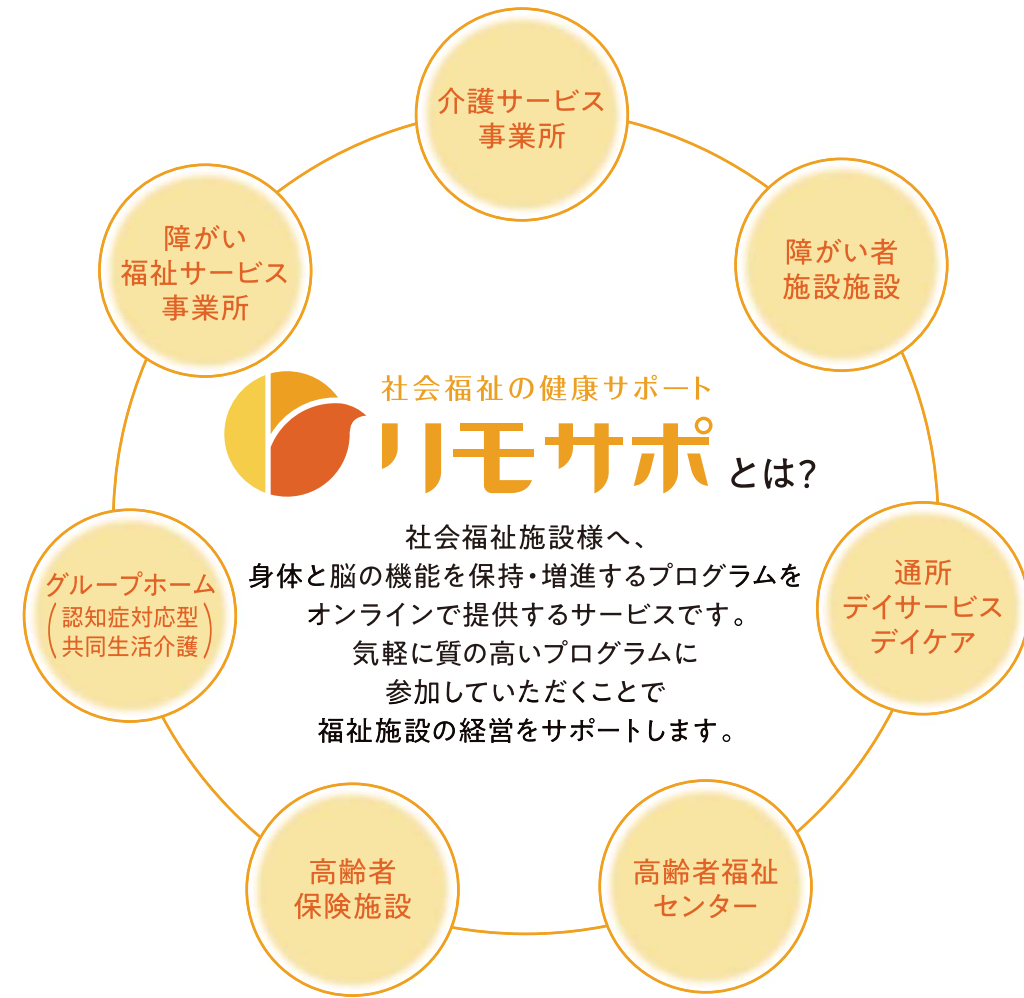 介護サービス
事業所
障がい者
施設施設
通所
デイサービス
デイケア
高齢者福祉
センター
高齢者
保険施設
グループホーム
(認知症対応型
共同生活介護)
障がい
福祉サービス
事業所
社会福祉の健康サポート
リモサポとは?
社会福祉施設様へ、
身体と脳の機能を保持・増進するプログラムを
オンラインで提供するサービスです。
気軽に質の高いプログラムに
参加していただくことで
福祉施設の経営をサポートします。